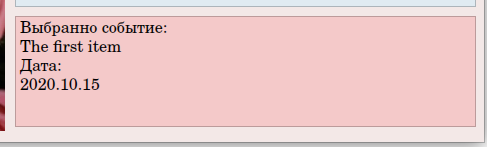 Выбранно событие:
The first item
Дата:
2020.10.15